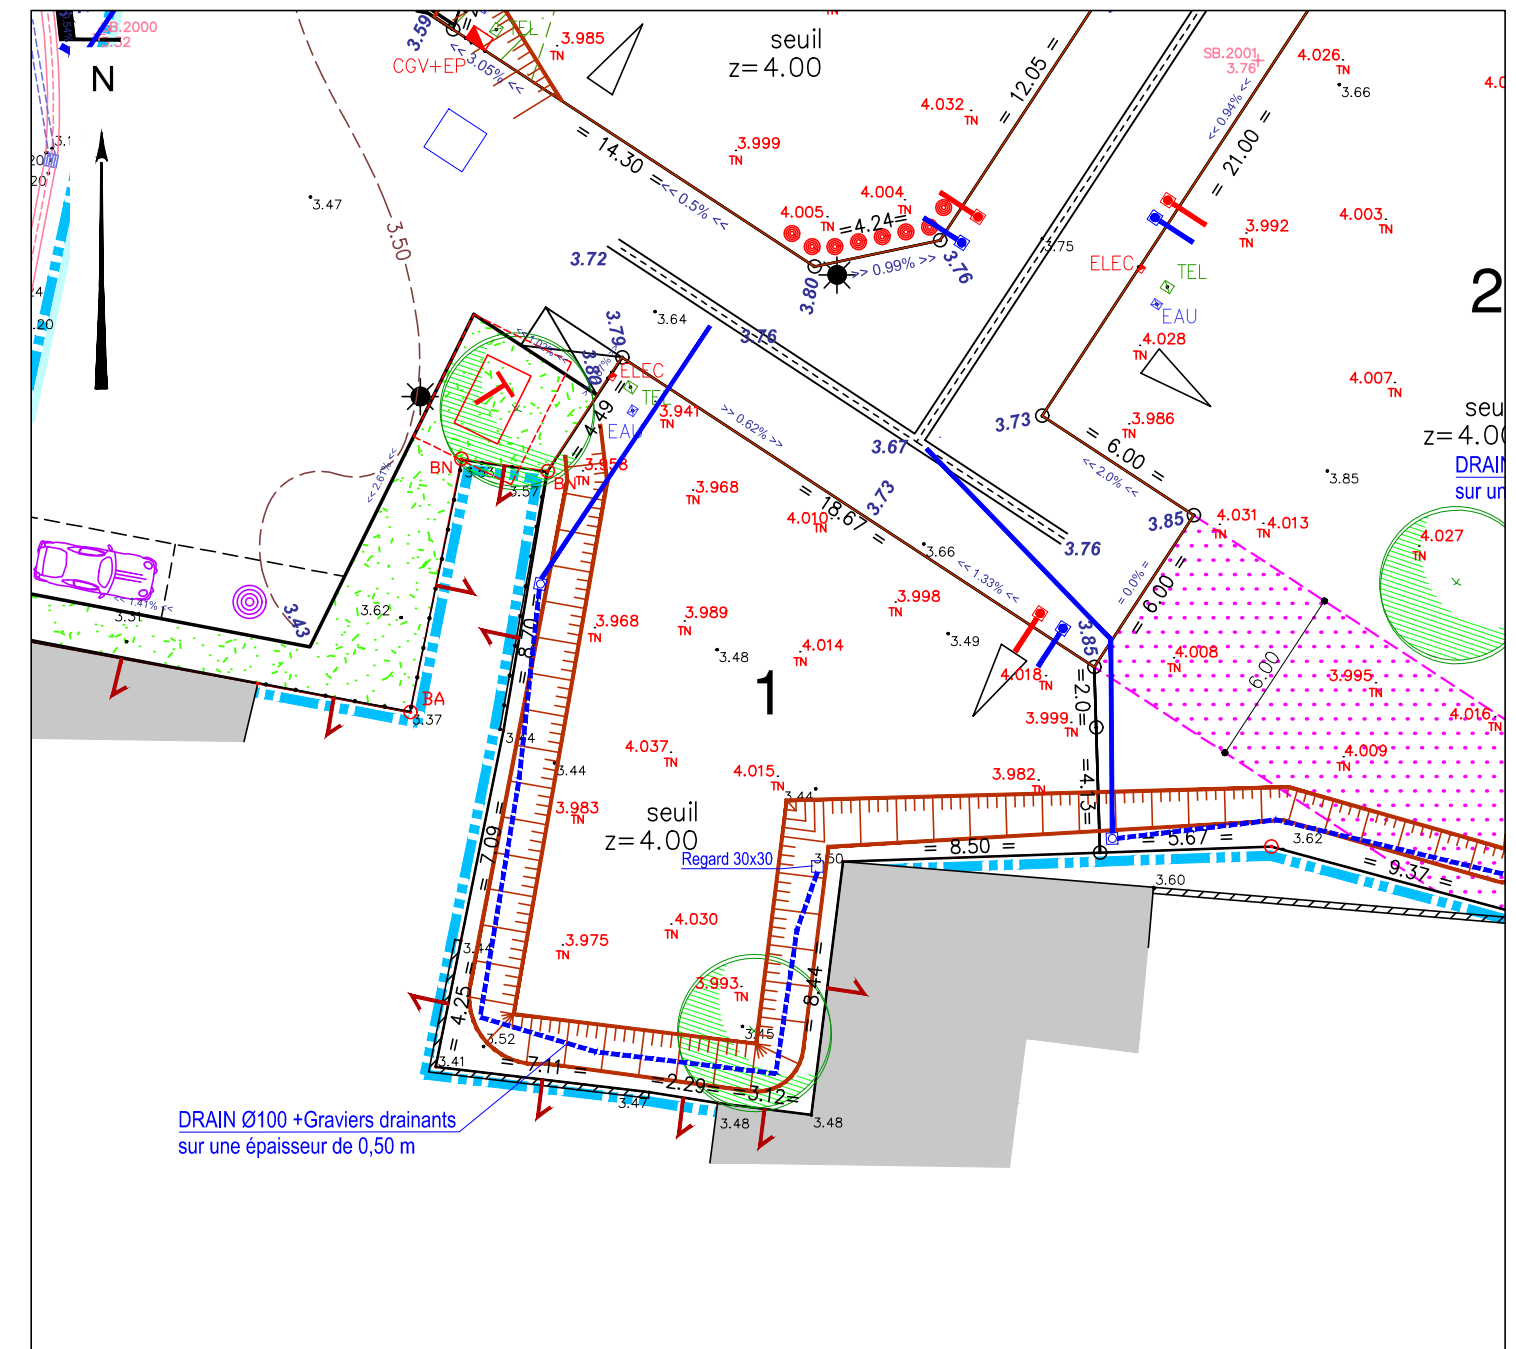 N
3.59
<< 3.05% <<
TEL
CGV+EP
3.985
TN
seuil
z=4.00
= 12.05 =
4.032
TN
SB.2001
3.76
4.026
TN
3.66
<< 0.94% <<
= 21.00 =
3.47
3.50
= 14.30 =
<< 0.5% <<
3.999
TN
4.004
TN
4.005
TN
=4.24=
>> 0.99% >>
3.80
3.76
3.75
3.992
TN
4.003
TN
ELEC
TEL
EAU
2
3.72
3.64
3.76
3.79
3.80
ELEC
TEL
EAU
= 4.49 =
3.941
TN
>> 0.62% >>
3.67
3.73
4.028
TN
4.007
TN
3.986
TN
= 6.00 =
<< 2.0% <<
z=4.00
3.85
DRAIN
sur un
<< 2.61% <<
BN
3.53
3.57
BN
3.958
TN
3.968
TN
4.010
TN
= 18.67 =
3.73
3.66
<< 1.33% <<
3.76
3.85
4.031
TN
4.013
TN
4.027
TN
= 0.0% =
= 6.00 =
<< 1.41% <<
3.31
3.43
3.62
BA
3.37
= 8.70 =
3.968
TN
3.989
TN
3.48
4.014
TN
3.998
TN
3.49
3.85
4.018
TN
=2.0=
3.999
TN
4.008
TN
6.00
3.995
TN
4.016
TN
4.009
TN
1
3.44
3.44
4.037
TN
4.015
TN
3.44
3.982
TN
=4.13=
3.983
TN
seuil
z=4.00
= 7.09 =
Regard 30x30
3.50
= 8.50 =
= 5.67 =
3.62
= 9.37 =
3.60
4.030
TN
3.975
TN
3.44
= 4.25 =
3.993
TN
3.45
= 8.44 =
3.52
3.41
= 7.11 =
=2.29=
=3.12=
3.47
3.48
3.48
DRAIN Ø100 +Graviers drainants
sur une épaisseur de 0,50 m